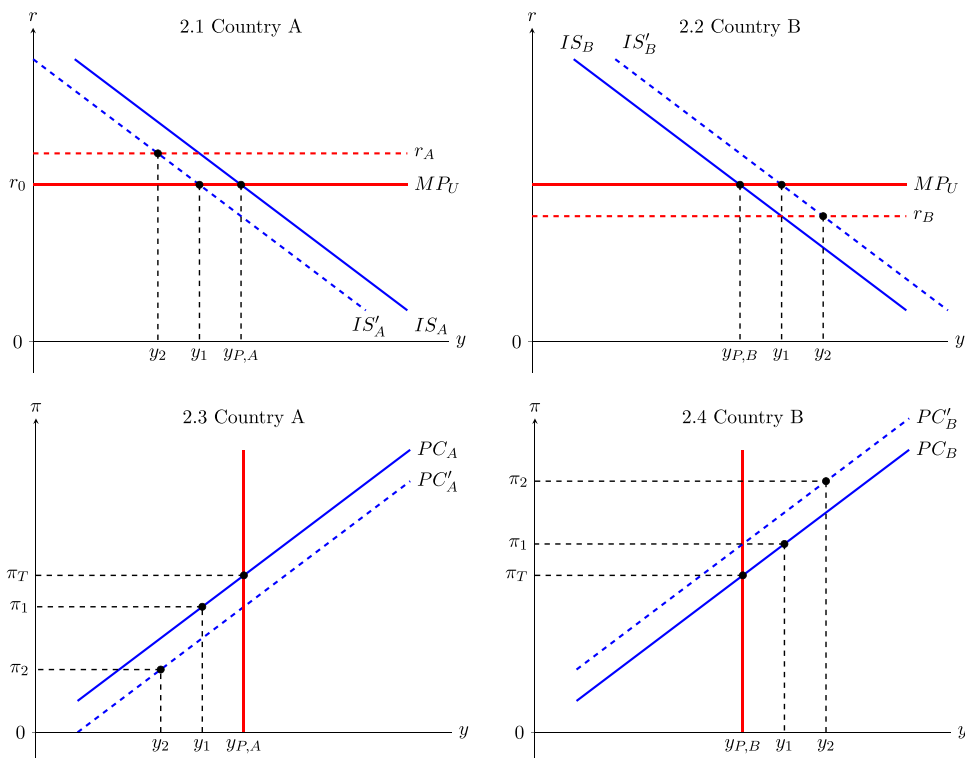 2.1 Country A
r
r_A
r_0
MP_U
IS'_A
IS_A
0
y
y_2
y_1
y_{P,A}
2.2 Country B
r
IS_B
IS'_B
MP_U
r_B
0
y
y_{P,B}
y_1
y_2
2.3 Country A
π
PC_A
PC'_A
π_T
π_1
π_2
0
y
y_2
y_1
y_{P,A}
2.4 Country B
π
PC'_B
PC_B
π_2
π_1
π_T
0
y
y_{P,B}
y_1
y_2